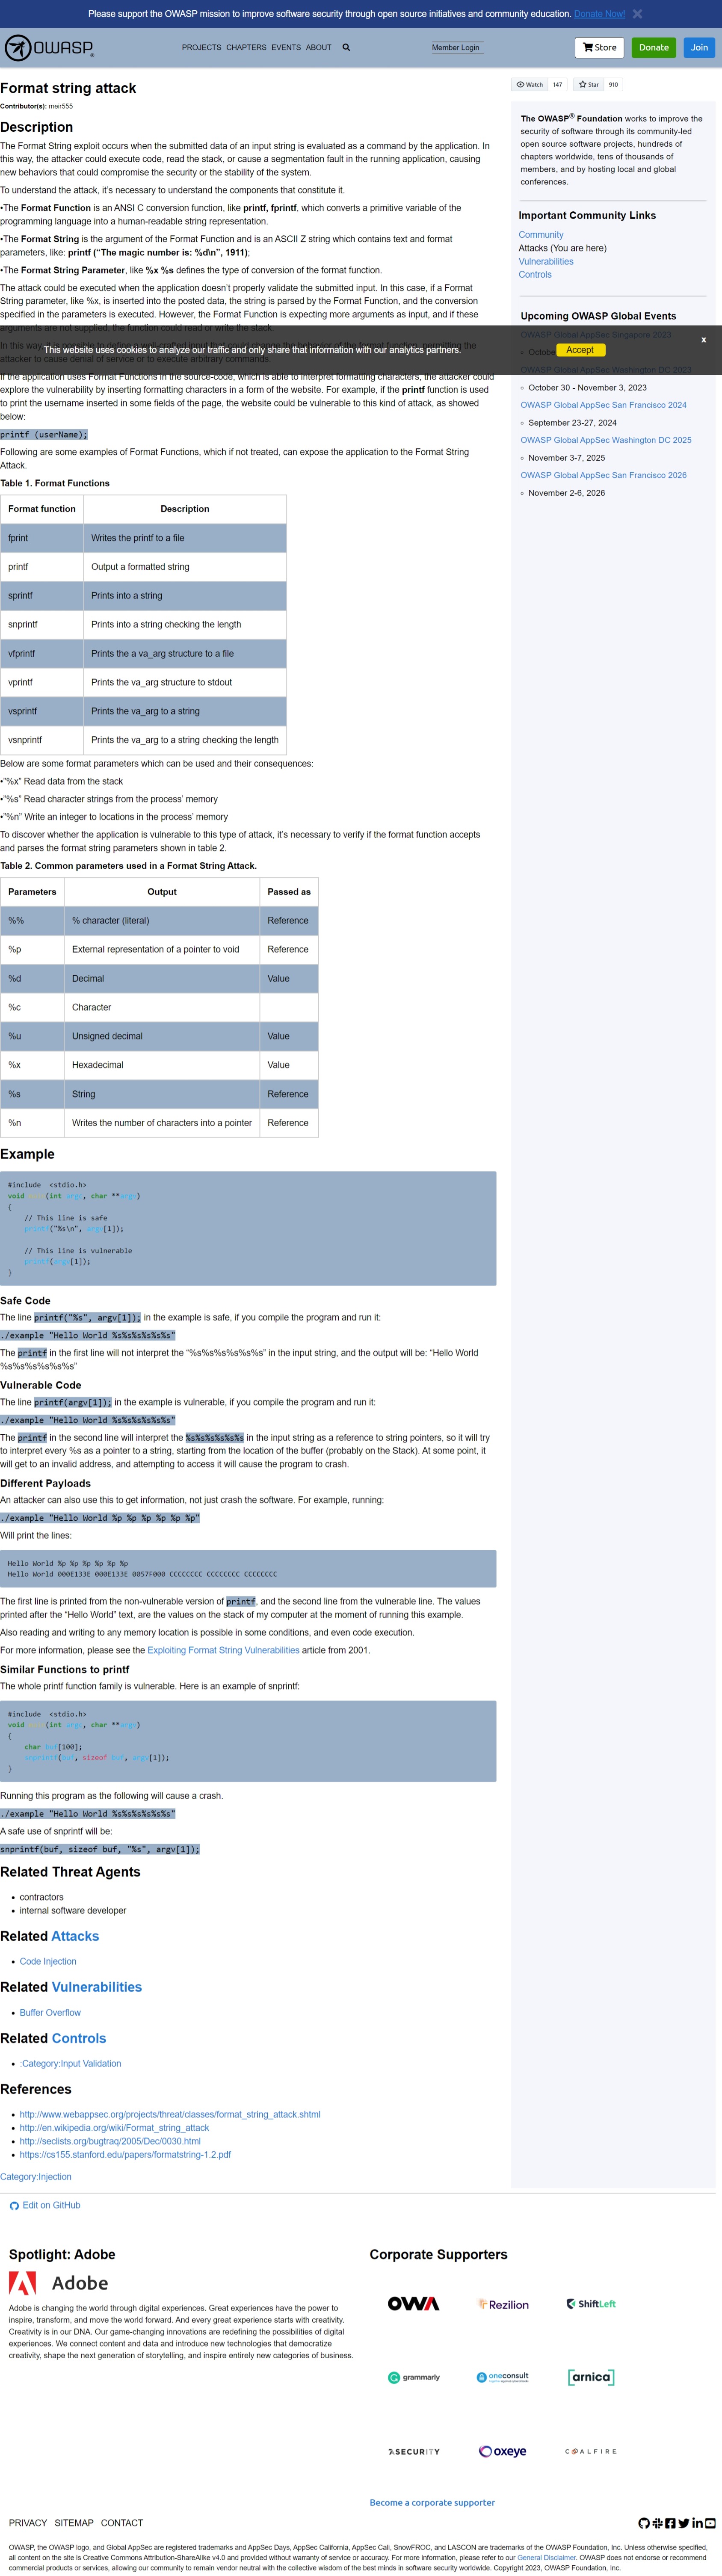 Please support the OWASP mission to improve software security through open source initiatives and community education. Donate Now!
OWASP
PROJECTS CHAPTERS EVENTS ABOUT
Member Login
Store
Donate
Join
Format string attack
Contributor(s): meir555
Description
The Format String exploit occurs when the submitted data of an input string is evaluated as a command by the application. In
this way, the attacker could execute code, read the stack, or cause a segmentation fault in the running application, causing
new behaviors that could compromise the security or the stability of the system.
To understand the attack, it's necessary to understand the components that constitute it.
•The Format Function is an ANSI C conversion function, like printf, fprintf, which converts a primitive variable of the
programming language into a human-readable string representation.
•The Format String is the argument of the Format Function and is an ASCII Z string which contains text and format
parameters, like: printf ("The magic number is: %d\n", 1911);
•The Format String Parameter, like %x %s defines the type of conversion of the format function.
The attack could be executed when the application doesn't properly validate the submitted input. In this case, if a Format
String parameter, like %x, is inserted into the posted data, the string is parsed by the Format Function, and the conversion
specified in the parameters is executed. However, the Format Function is expecting more arguments as input, and if these
arguments are not supplied, the function could read or write the stack.
This website uses cookies to analyze our traffic and only share that information with our analytics partners.
Accept
x
attacker to cause denial of service or to execute arbitrary commands.
If the application uses Format Functions in the source-code, which is able to interpret formatting characters, the attacker could
explore the vulnerability by inserting formatting characters in a form of the website. For example, if the printf function is used
to print the username inserted in some fields of the page, the website could be vulnerable to this kind of attack, as showed
below:
printf (userName);
Following are some examples of Format Functions, which if not treated, can expose the application to the Format String
Attack.
Table 1. Format Functions
Format function Description
fprint Writes the printf to a file
printf Output a formatted string
sprintf Prints into a string
snprintf Prints into a string checking the length
vfprintf Prints the a va_arg structure to a file
vprintf Prints the va_arg structure to stdout
vsprintf Prints the va_arg to a string
vsnprintf Prints the va_arg to a string checking the length
Below are some format parameters which can be used and their consequences:
•"%x" Read data from the stack
•"%s" Read character strings from the process' memory
•"%n" Write an integer to locations in the process' memory
To discover whether the application is vulnerable to this type of attack, it's necessary to verify if the format function accepts
and parses the format string parameters shown in table 2.
Table 2. Common parameters used in a Format String Attack.
Parameters Output Passed as
%% % character (literal) Reference
%p External representation of a pointer to void Reference
%d Decimal Value
%c Character
%u Unsigned decimal Value
%x Hexadecimal Value
%s String Reference
%n Writes the number of characters into a pointer Reference
Example
#include <stdio.h>
void (int argc, char **argv)
{
// This line is safe
printf("%s\n", argv[1]);
// This line is vulnerable
printf(argv[1]);
}
Safe Code
The line printf("%s", argv[1]); in the example is safe, if you compile the program and run it:
./example "Hello World %s%s%s%s%s%s"
The printf in the first line will not interpret the "%s%s%s%s%s%s" in the input string, and the output will be: "Hello World
%s%s%s%s%s%s"
Vulnerable Code
The line printf(argv[1]); in the example is vulnerable, if you compile the program and run it:
./example "Hello World %s%s%s%s%s%s"
The printf in the second line will interpret the %s%s%s%s%s%s in the input string as a reference to string pointers, so it will try
to interpret every %s as a pointer to a string, starting from the location of the buffer (probably on the Stack). At some point, it
will get to an invalid address, and attempting to access it will cause the program to crash.
Different Payloads
An attacker can also use this to get information, not just crash the software. For example, running:
./example "Hello World %p %p %p %p %p %p"
Will print the lines:
Hello World %p %p %p %p %p %p
Hello World 000E133E 000E133E 0057F000 CCCCCCCC CCCCCCCC CCCCCCCC
The first line is printed from the non-vulnerable version of printf, and the second line from the vulnerable line. The values
printed after the "Hello World" text, are the values on the stack of my computer at the moment of running this example.
Also reading and writing to any memory location is possible in some conditions, and even code execution.
For more information, please see the Exploiting Format String Vulnerabilities article from 2001.
Similar Functions to printf
The whole printf function family is vulnerable. Here is an example of snprintf:
#include <stdio.h>
void (int argc, char **argv)
{
char buf[100];
snprintf(buf, sizeof buf, argv[1]);
}
Running this program as the following will cause a crash.
./example "Hello World %s%s%s%s%s%s"
A safe use of snprintf will be:
snprintf(buf, sizeof buf, "%s", argv[1]);
Related Threat Agents
contractors
internal software developer
Related Attacks
Code Injection
Related Vulnerabilities
Buffer Overflow
Related Controls
:Category:Input Validation
References
http://www.webappsec.org/projects/threat/classes/format_string_attack.shtml
http://en.wikipedia.org/wiki/Format_string_attack
http://seclists.org/bugtraq/2005/Dec/0030.html
https://cs155.stanford.edu/papers/formatstring-1.2.pdf
Category:Injection
Edit on GitHub
Watch 147 Star 910
The OWASP® Foundation works to improve the
security of software through its community-led
open source software projects, hundreds of
chapters worldwide, tens of thousands of
members, and by hosting local and global
conferences.
Important Community Links
Community
Attacks (You are here)
Vulnerabilities
Controls
Upcoming OWASP Global Events
OWASP Global AppSec Singapore 2023
OWASP Global AppSec Washington DC 2023
October 30 - November 3, 2023
OWASP Global AppSec San Francisco 2024
September 23-27, 2024
OWASP Global AppSec Washington DC 2025
November 3-7, 2025
OWASP Global AppSec San Francisco 2026
November 2-6, 2026
Spotlight: Adobe
Adobe
Adobe is changing the world through digital experiences. Great experiences have the power to
inspire, transform, and move the world forward. And every great experience starts with creativity.
Creativity is in our DNA. Our game-changing innovations are redefining the possibilities of digital
experiences. We connect content and data and introduce new technologies that democratize
creativity, shape the next generation of storytelling, and inspire entirely new categories of business.
Corporate Supporters
OWA
Rezilion
ShiftLeft
grammarly
oneconsult
[arnica]
SECURITY
oxeye
COALFIRE
Become a corporate supporter
PRIVACY SITEMAP CONTACT
OWASP, the OWASP logo, and Global AppSec are registered trademarks and AppSec Days, AppSec California, AppSec Cali, SnowFROC, and LASCON are trademarks of the OWASP Foundation, Inc. Unless otherwise specified,
all content on the site is Creative Commons Attribution-ShareAlike v4.0 and provided without warranty of service or accuracy. For more information, please refer to our General Disclaimer. OWASP does not endorse or recommend
commercial products or services, allowing our community to remain vendor neutral with the collective wisdom of the best minds in software security worldwide. Copyright 2023, OWASP Foundation, Inc.